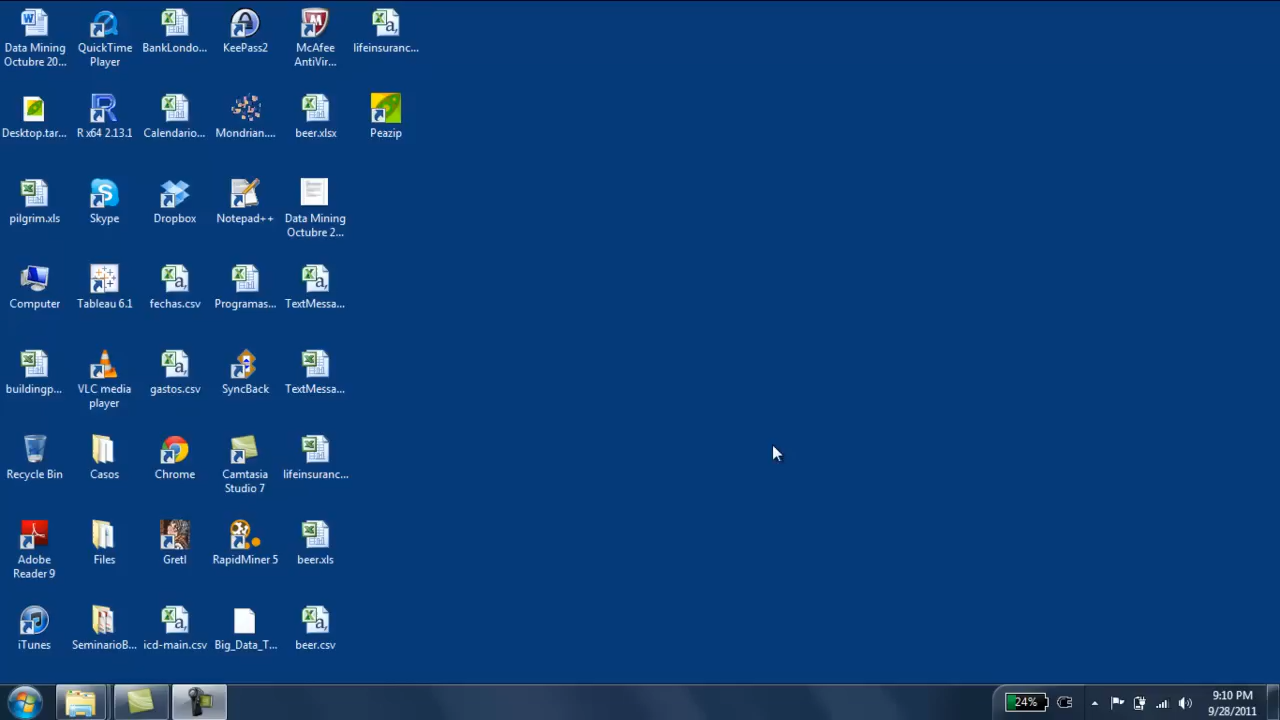 Data Mining
Octubre 20...
QuickTime
Player
BankLondo...
KeePass2
McAfee
AntiVir...
lifeinsuranc...
Desktop.tar...
R x64 2.13.1
Calendario...
Mondrian....
beer.xlsx
Peazip
pilgrim.xls
Skype
Dropbox
Notepad++
Data Mining
Octubre 2...
Computer
Tableau 6.1
fechas.csv
Programas...
TextMessa...
buildingp...
VLC media
player
gastos.csv
SyncBack
TextMessa...
Recycle Bin
Casos
Chrome
Camtasia
Studio 7
lifeinsuranc...
Adobe
Reader 9
Files
Gretl
RapidMiner 5
beer.xls
iTunes
SeminarioB...
icd-main.csv
Big_Data_T...
beer.csv
24%
9:10 PM
9/28/2011